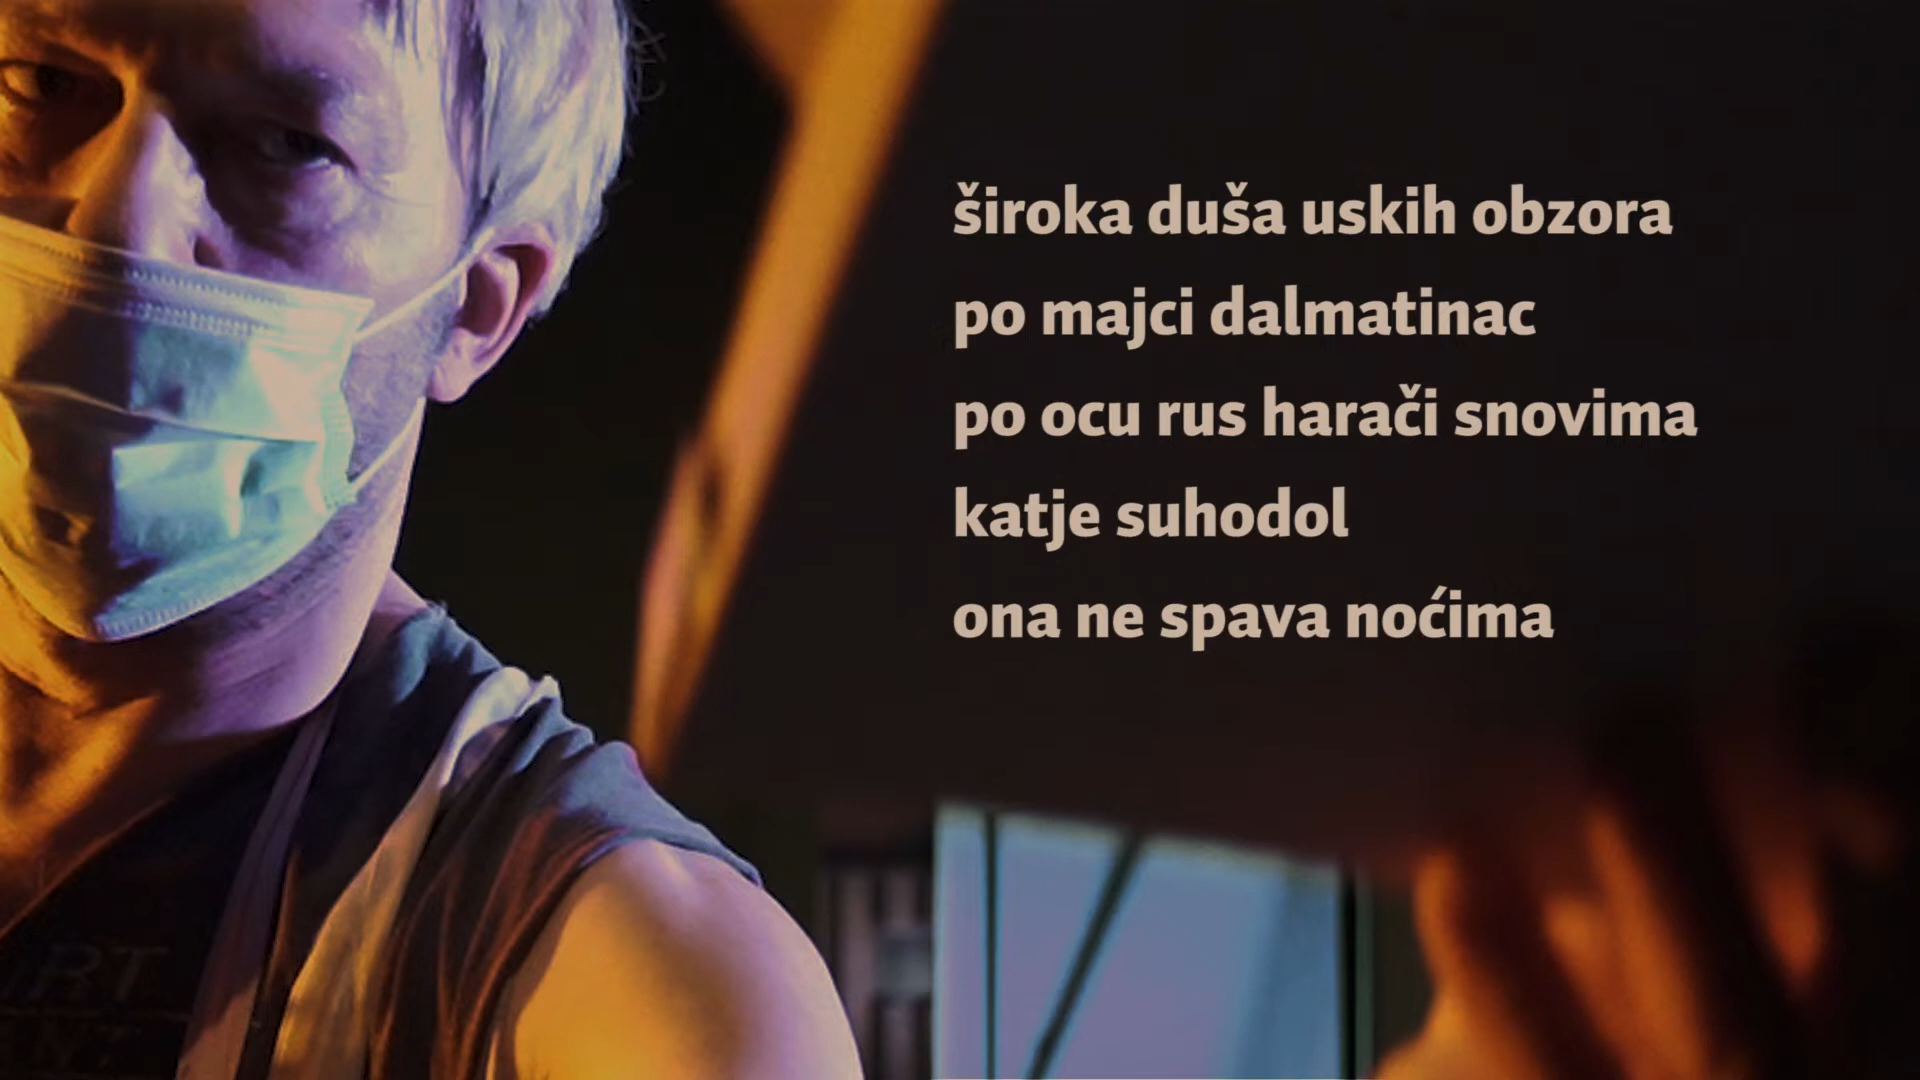 široka duša uskih obzora
po majci dalmatinac
po ocu rus harači snovima
katje suhodol
ona ne spava noćima